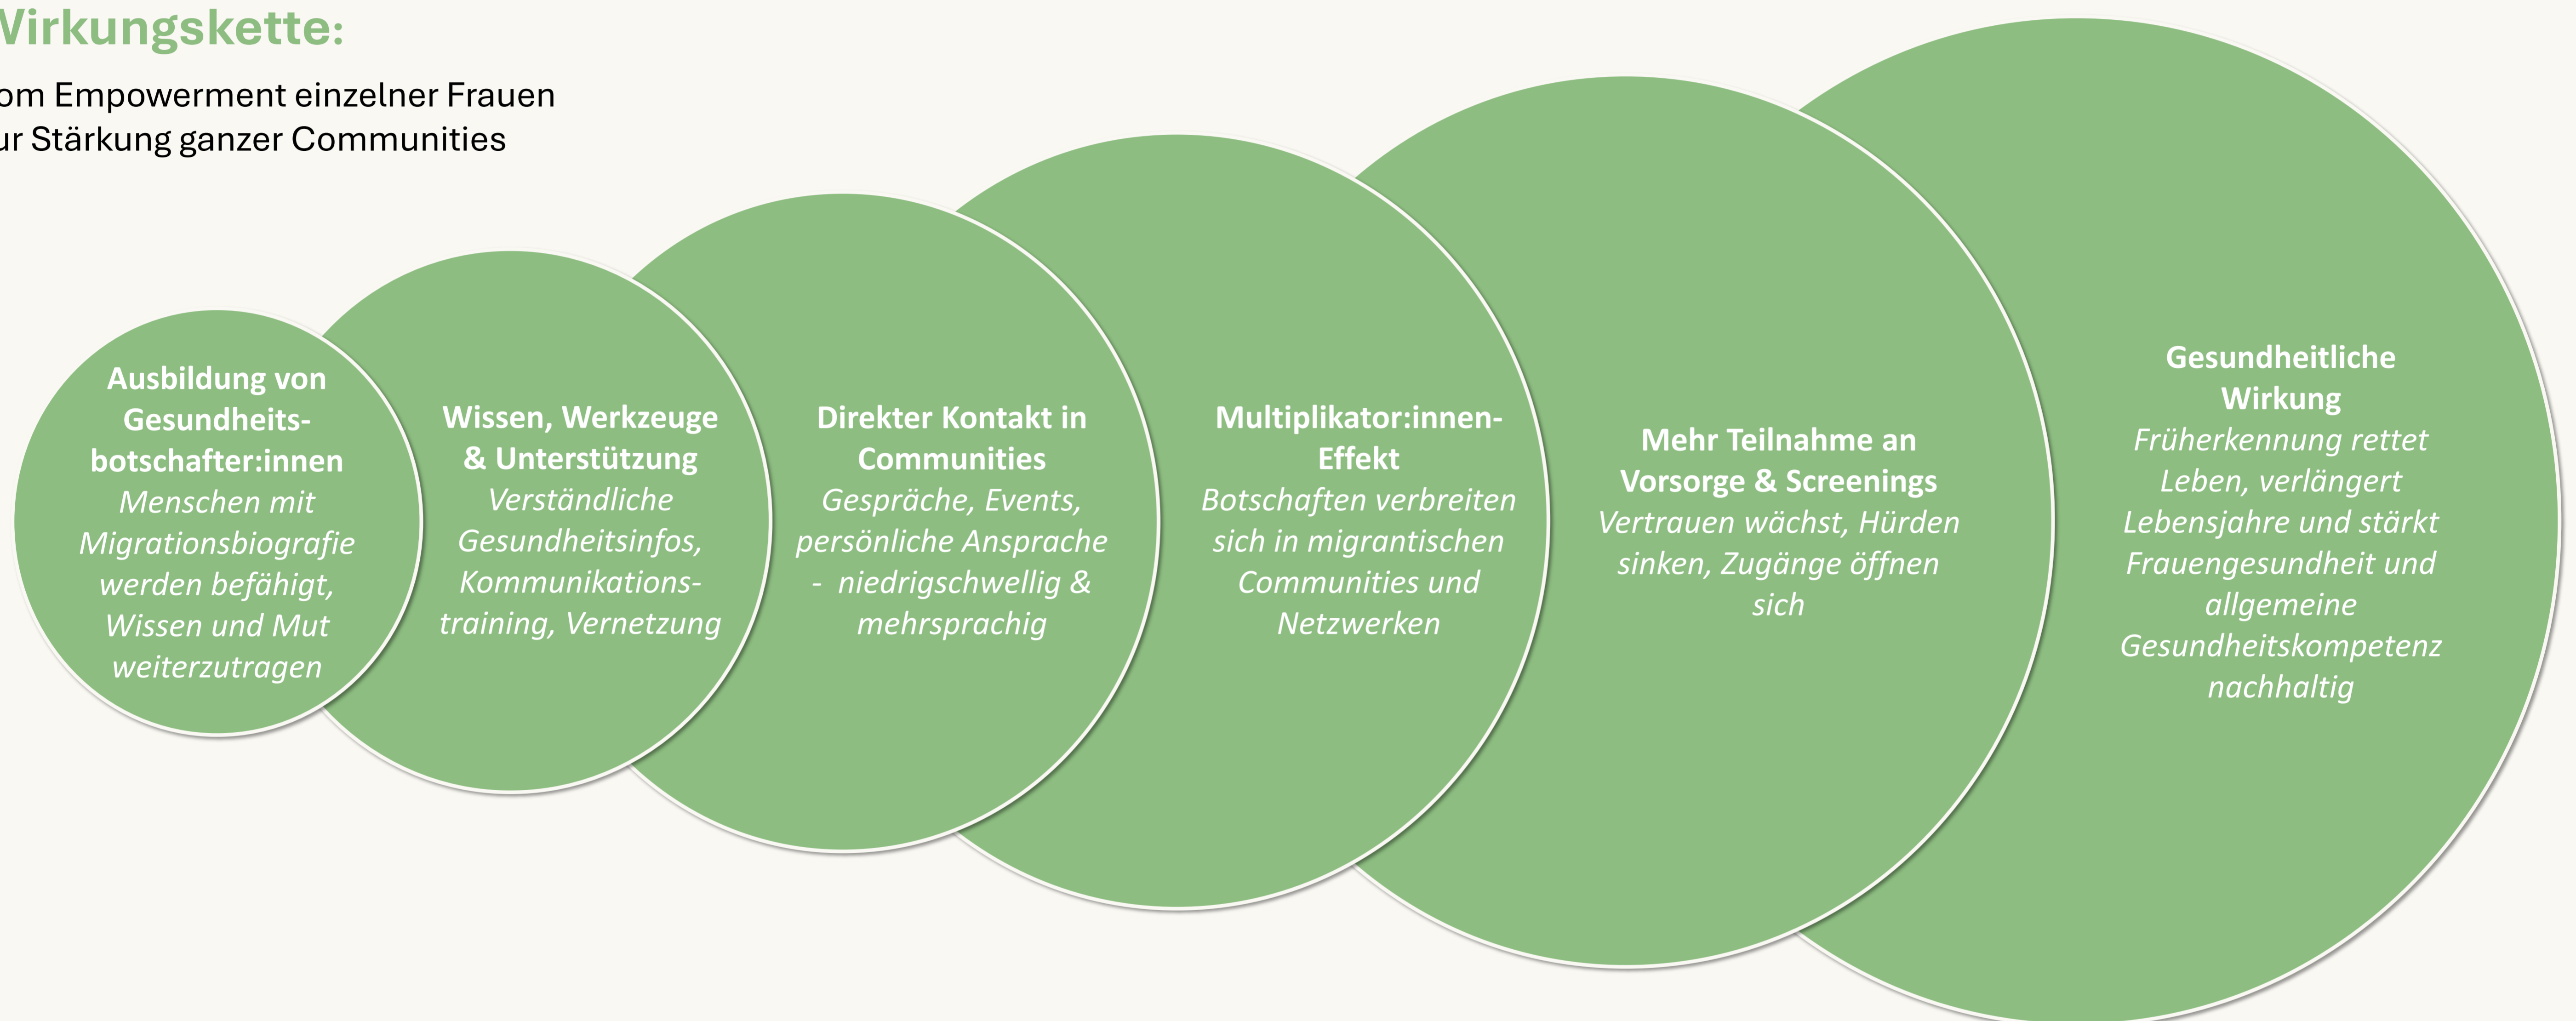 Wirkungskette:
om Empowerment einzelner Frauen
ur Stärkung ganzer Communities
Ausbildung von
Gesundheits-
botschafter:innen
Menschen mit
Migrationsbiografie
werden befähigt,
Wissen und Mut
weiterzutragen
Wissen, Werkzeuge
& Unterstützung
Verständliche
Gesundheitsinfos,
Kommunikations-
training, Vernetzung
Direkter Kontakt in
Communities
Gespräche, Events,
persönliche Ansprache
- niedrigschwellig &
mehrsprachig
Multiplikator:innen-
Effekt
Botschaften verbreiten
sich in migrantischen
Communities und
Netzwerken
Mehr Teilnahme an
Vorsorge & Screenings
Vertrauen wächst, Hürden
sinken, Zugänge öffnen
sich
Gesundheitliche
Wirkung
Früherkennung rettet
Leben, verlängert
Lebensjahre und stärkt
Frauengesundheit und
allgemeine
Gesundheitskompetenz
nachhaltig